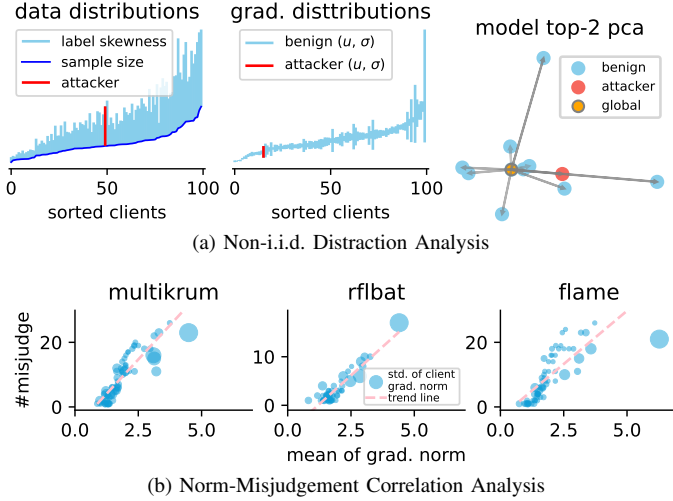 data distributions
label skewness
sample size
attacker
0 50 100
sorted clients
grad. disttributions
benign (u, σ)
attacker (u, σ)
0 50 100
sorted clients
model top-2 pca
benign
attacker
global
(a) Non-i.i.d. Distraction Analysis
multikrum
rflbat
flame
#misjudge
20
0
0.0 2.5 5.0
10
0
0.0 2.5 5.0
std. of client
grad. norm
trend line
20
0
0.0 2.5 5.0
mean of grad. norm
(b) Norm-Misjudgement Correlation Analysis